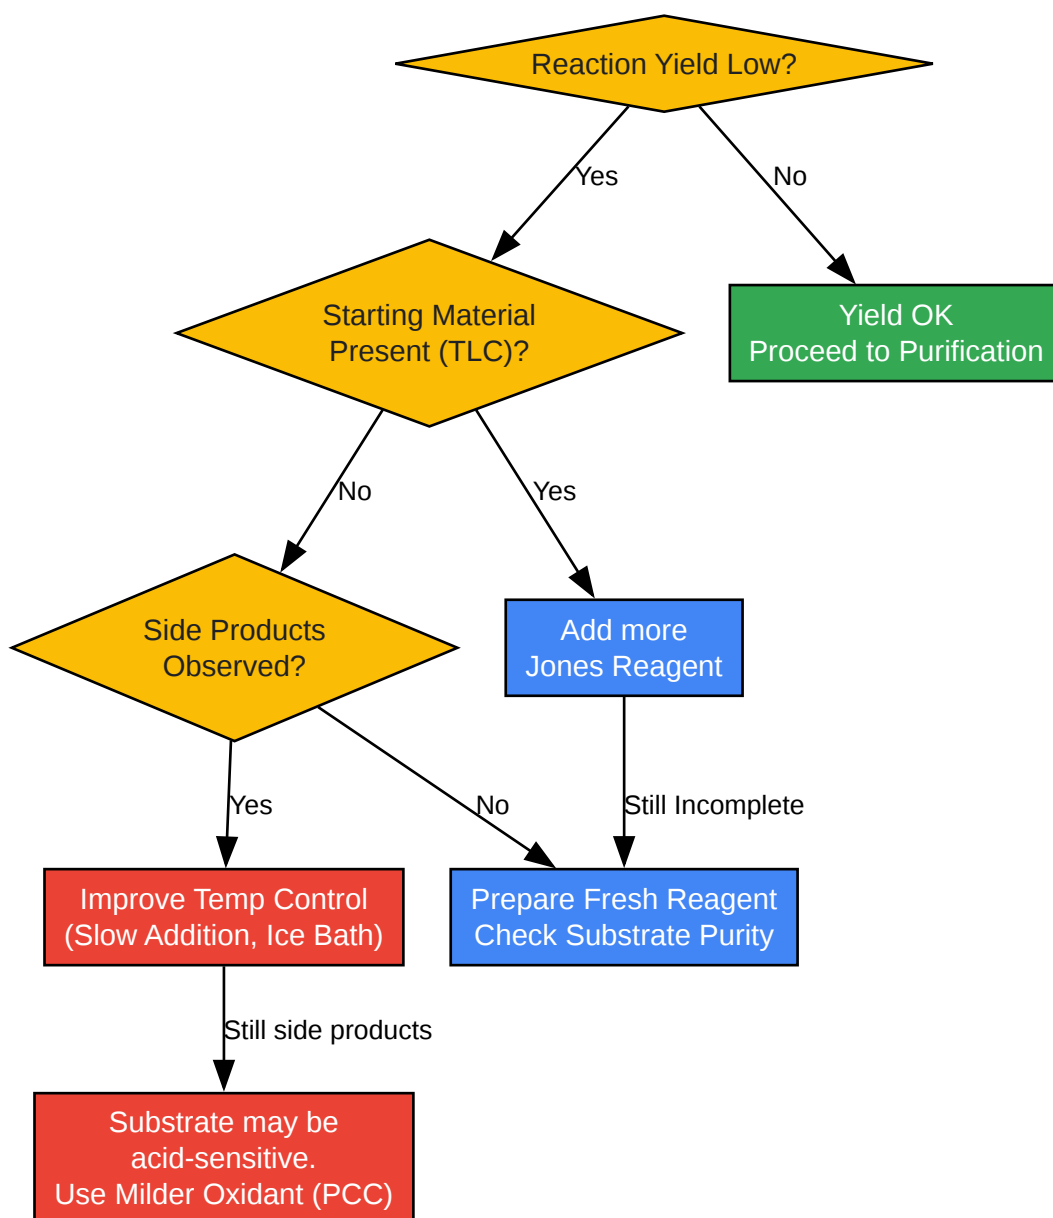 Reaction Yield Low?
Yes
No
Starting Material
Present (TLC)?
Yield OK
Proceed to Purification
No
Yes
Side Products
Observed?
Add more
Jones Reagent
Yes
No
Still Incomplete
Improve Temp Control
(Slow Addition, Ice Bath)
Prepare Fresh Reagent
Check Substrate Purity
Still side products
Substrate may be
acid-sensitive.
Use Milder Oxidant (PCC)